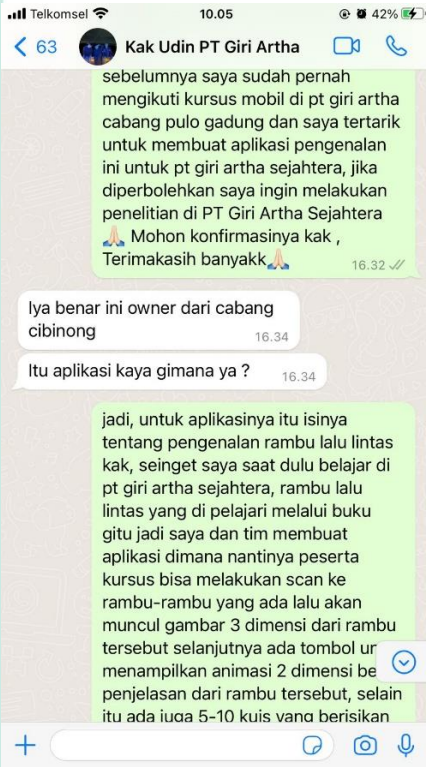 Telkomsel 10.05 42%
63 Kak Udin PT Giri Artha
sebelumnya saya sudah pernah
mengikuti kursus mobil di pt giri artha
cabang pulo gadung dan saya tertarik
untuk membuat aplikasi pengenalan
ini untuk pt giri artha sejahtera, jika
diperbolehkan saya ingin melakukan
penelitian di PT Giri Artha Sejahtera
🙏🏻 Mohon konfirmasinya kak ,
Terimakasih banyakk🙏🏻 16.32
Iya benar ini owner dari cabang
cibinong
16.34
Itu aplikasi kaya gimana ya ? 16.34
jadi, untuk aplikasinya itu isinya
tentang pengenalan rambu lalu lintas
kak, seinget saya saat dulu belajar di
pt giri artha sejahtera, rambu lalu
lintas yang di pelajari melalui buku
gitu jadi saya dan tim membuat
aplikasi dimana nantinya peserta
kursus bisa melakukan scan ke
rambu-rambu yang ada lalu akan
muncul gambar 3 dimensi dari rambu
tersebut selanjutnya ada tombol
menampilkan animasi 2 dimensi
penjelasan dari rambu tersebut, selain
itu ada juga 5-10 kuis yang berisikan